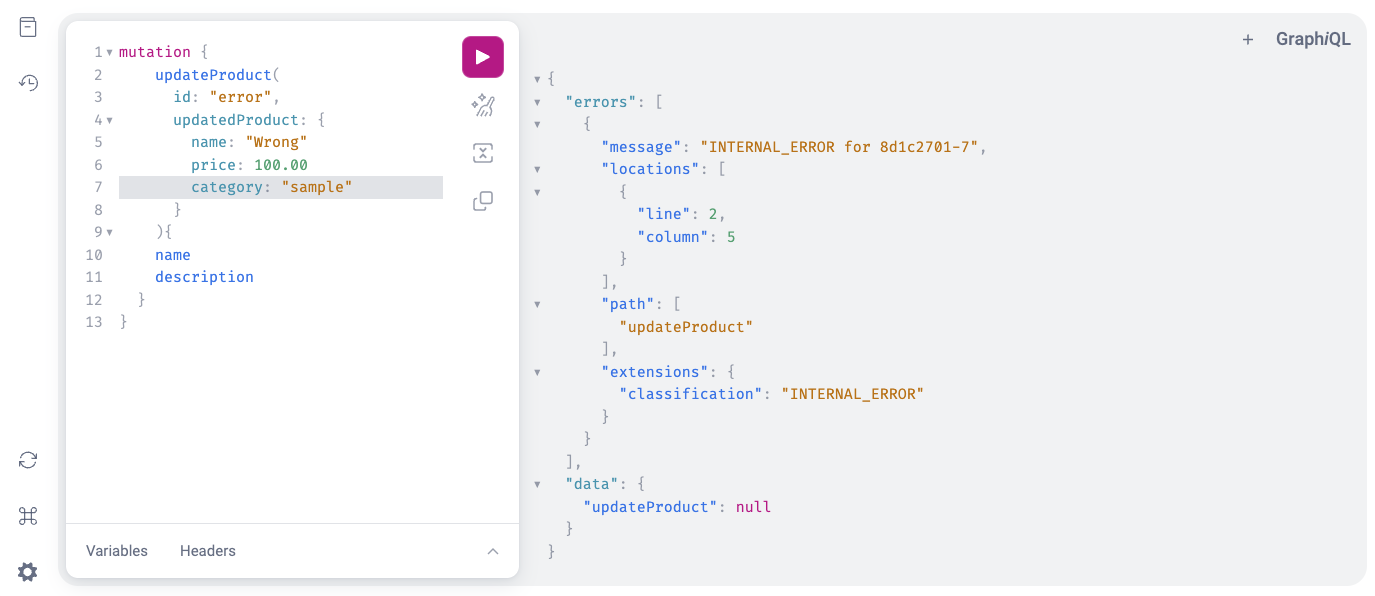 1 mutation {
2 updateProduct(
3 id: "error",
4 updatedProduct: {
5 name: "Wrong"
6 price: 100.00
7 category: "sample"
8 }
9 ){
10 name
11 description
12 }
13 }
Variables Headers
+ GraphiQL
{
"errors": [
{
"message": "INTERNAL_ERROR for 8d1c2701-7",
"locations": [
{
"line": 2,
"column": 5
}
],
"path": [
"updateProduct"
],
"extensions": {
"classification": "INTERNAL_ERROR"
}
}
],
"data": {
"updateProduct": null
}
}